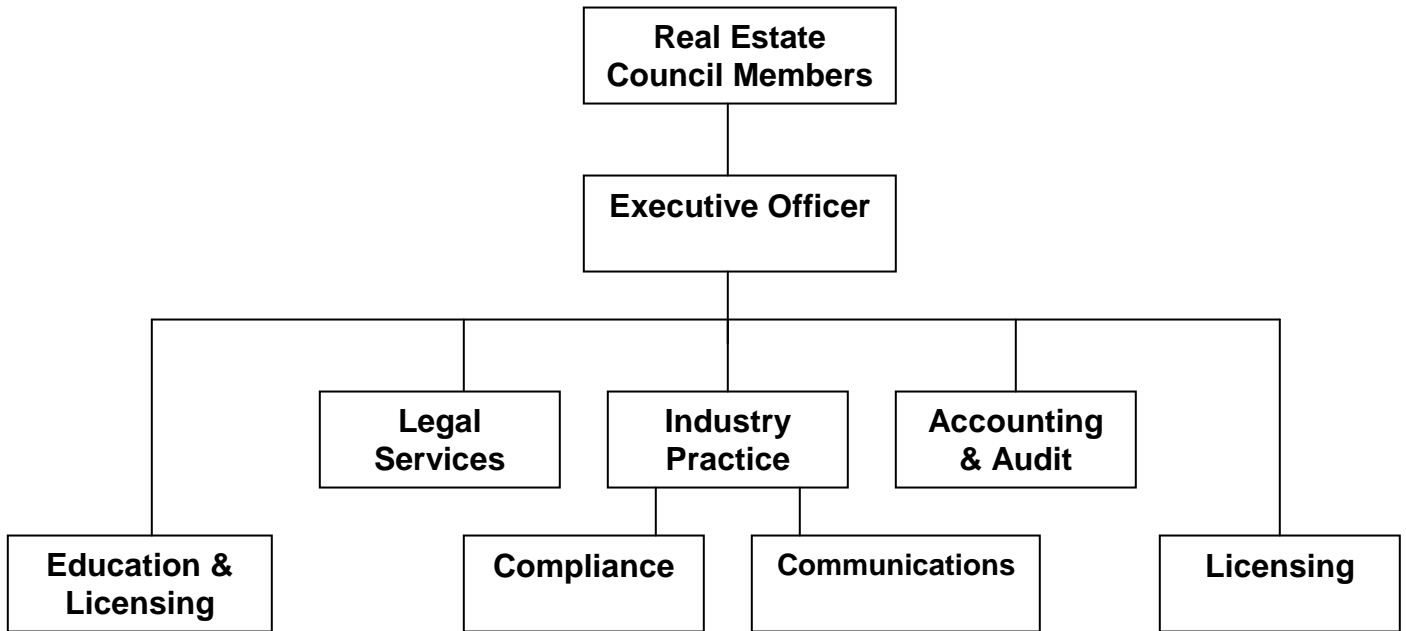 Real Estate
Council Members
Executive Officer
Legal
Services
Industry
Practice
Accounting
& Audit
Education &
Licensing
Compliance
Communications
Licensing